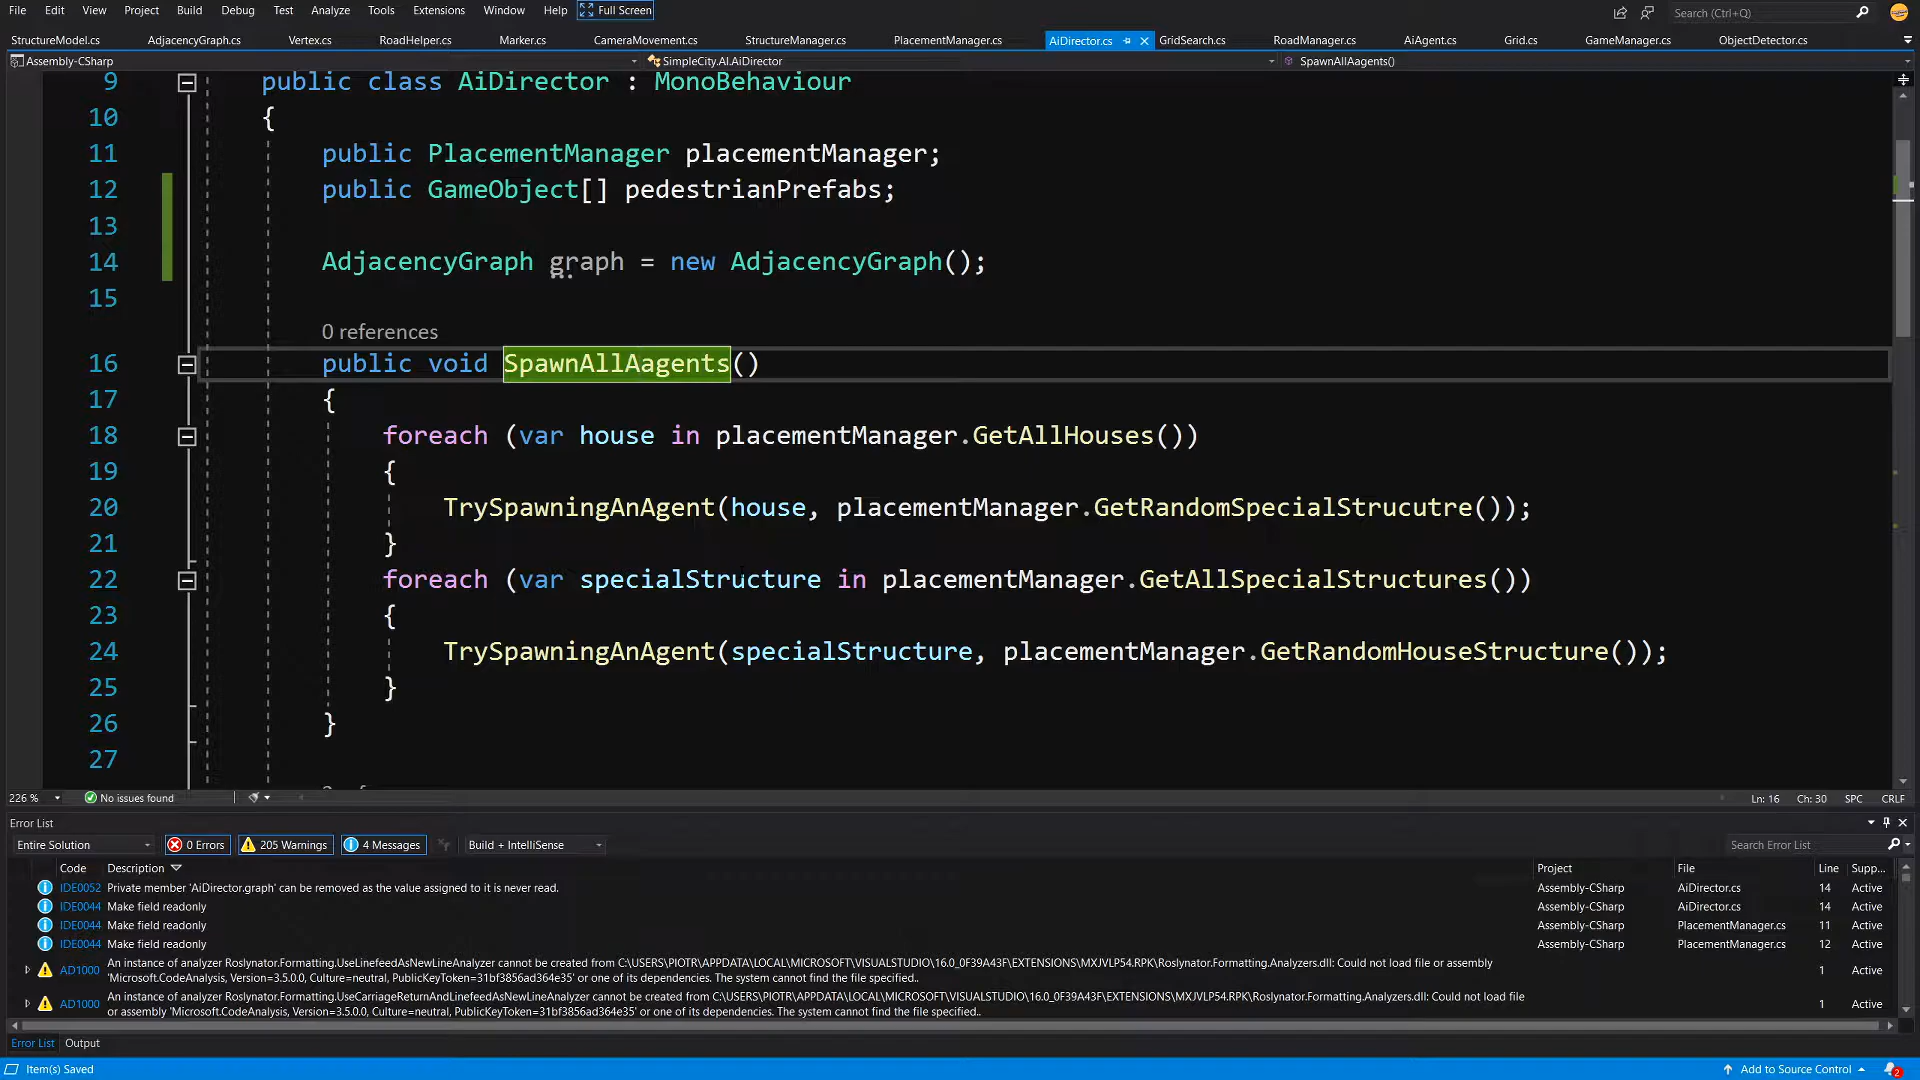 File Edit View Project Build Debug Test Analyze Tools Extensions Window Help Full Screen Search (Ctrl+Q)
StructureModel.cs AdjacencyGraph.cs Vertex.cs RoadHelper.cs Marker.cs CameraMovement.cs StructureManager.cs PlacementManager.cs AiDirector.cs GridSearch.cs RoadManager.cs AiAgent.cs Grid.cs GameManager.cs ObjectDetector.cs
Assembly-CSharp SimpleCity.AI.AiDirector SpawnAllAagents()
9 public class AiDirector : MonoBehaviour
10 {
11 public PlacementManager placementManager;
12 public GameObject[] pedestrianPrefabs;
13
14 AdjacencyGraph graph = new AdjacencyGraph();
15
0 references
16 public void SpawnAllAagents()
17 {
18 foreach (var house in placementManager.GetAllHouses())
19 {
20 TrySpawningAnAgent(house, placementManager.GetRandomSpecialStrucutre());
21 }
22 foreach (var specialStructure in placementManager.GetAllSpecialStructures())
23 {
24 TrySpawningAnAgent(specialStructure, placementManager.GetRandomHouseStructure());
25 }
26 }
27
226 % No issues found Ln: 16 Ch: 30 SPC CRLF
Error List
Entire Solution 0 Errors 205 Warnings 4 Messages Build + IntelliSense Search Error List
Code Description Project File Line Supp...
IDE0052 Private member 'AiDirector.graph' can be removed as the value assigned to it is never read. Assembly-CSharp AiDirector.cs 14 Active
IDE0044 Make field readonly Assembly-CSharp AiDirector.cs 14 Active
IDE0044 Make field readonly Assembly-CSharp PlacementManager.cs 11 Active
IDE0044 Make field readonly Assembly-CSharp PlacementManager.cs 12 Active
An instance of analyzer Roslynator.Formatting.UseLinefeedAsNewLineAnalyzer cannot be created from C:\USERS\PIOTR\APPDATA\LOCAL\MICROSOFT\VISUALSTUDIO\16.0_0F39A43F\EXTENSIONS\MXJVLP54.RPK\Roslynator.Formatting.Analyzers.dll: Could not load file or assembly
AD1000 'Microsoft.CodeAnalysis, Version=3.5.0.0, Culture=neutral, PublicKeyToken=31bf3856ad364e35' or one of its dependencies. The system cannot find the file specified.. 1 Active
An instance of analyzer Roslynator.Formatting.UseCarriageReturnAndLinefeedAsNewLineAnalyzer cannot be created from C:\USERS\PIOTR\APPDATA\LOCAL\MICROSOFT\VISUALSTUDIO\16.0_0F39A43F\EXTENSIONS\MXJVLP54.RPK\Roslynator.Formatting.Analyzers.dll: Could not load file
AD1000 or assembly 'Microsoft.CodeAnalysis, Version=3.5.0.0, Culture=neutral, PublicKeyToken=31bf3856ad364e35' or one of its dependencies. The system cannot find the file specified.. 1 Active
Error List Output
Item(s) Saved Add to Source Control 2